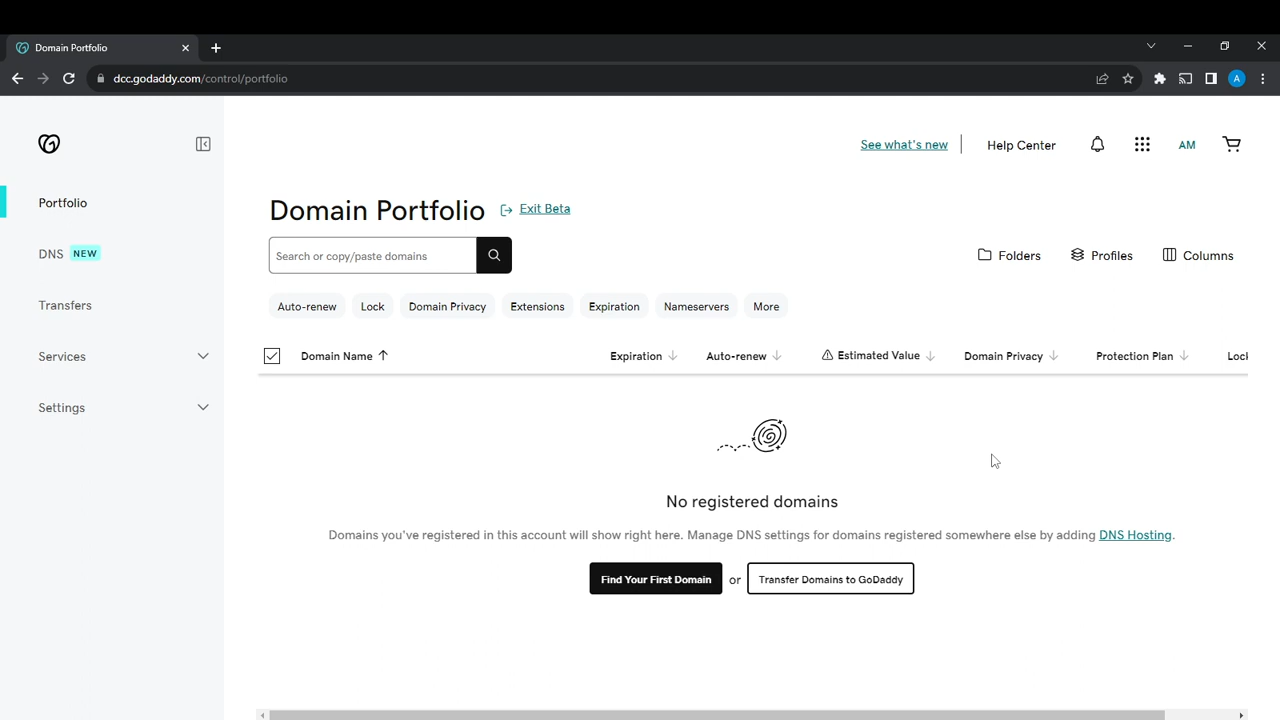 Domain Portfolio
dcc.godaddy.com/control/portfolio
A
See what's new
Help Center
AM
Portfolio
DNS NEW
Transfers
Services
Settings
Domain Portfolio
Exit Beta
Search or copy/paste domains
Folders
Profiles
Columns
Auto-renew
Lock
Domain Privacy
Extensions
Expiration
Nameservers
More
Domain Name Expiration Auto-renew Estimated Value Domain Privacy Protection Plan Lock
No registered domains
Domains you've registered in this account will show right here. Manage DNS settings for domains registered somewhere else by adding DNS Hosting.
Find Your First Domain or Transfer Domains to GoDaddy